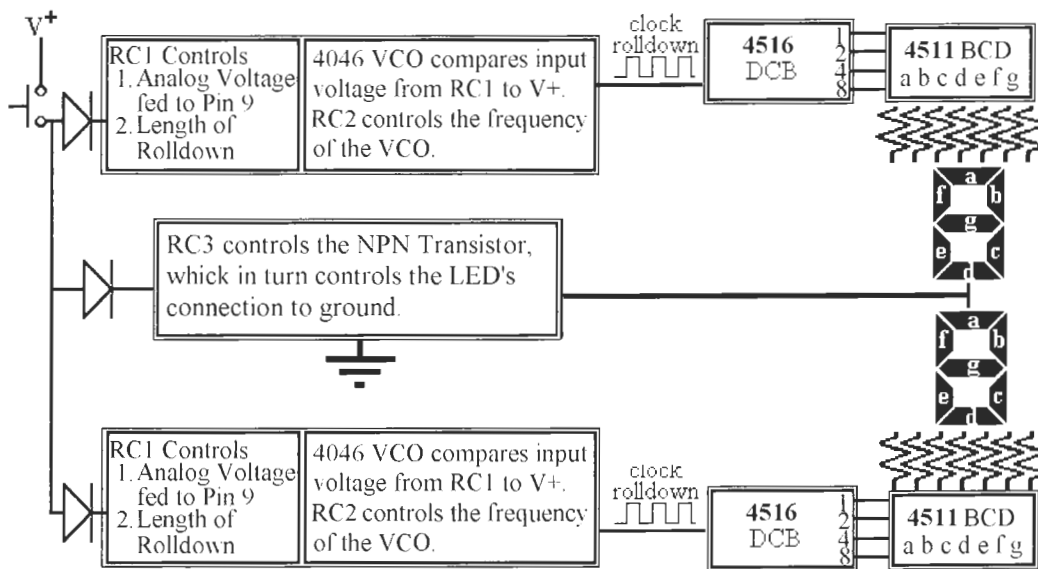 V+
RC1 Controls
1. Analog Voltage
fed to Pin 9
2. Length of
Rolldown
4046 VCO compares input
voltage from RC1 to V+.
RC2 controls the frequency
of the VCO.
clock
rolldown
4516
DCB
1
2
4
8
4511 BCD
a b c d e f g
a
f b
g
e c
d
RC3 controls the NPN Transistor,
whick in turn controls the LED's
connection to ground.
a
f b
g
e c
d
RC1 Controls
1. Analog Voltage
fed to Pin 9
2. Length of
Rolldown
4046 VCO compares input
voltage from RC1 to V+.
RC2 controls the frequency
of the VCO.
clock
rolldown
4516
DCB
1
2
4
8
4511 BCD
a b c d e f g